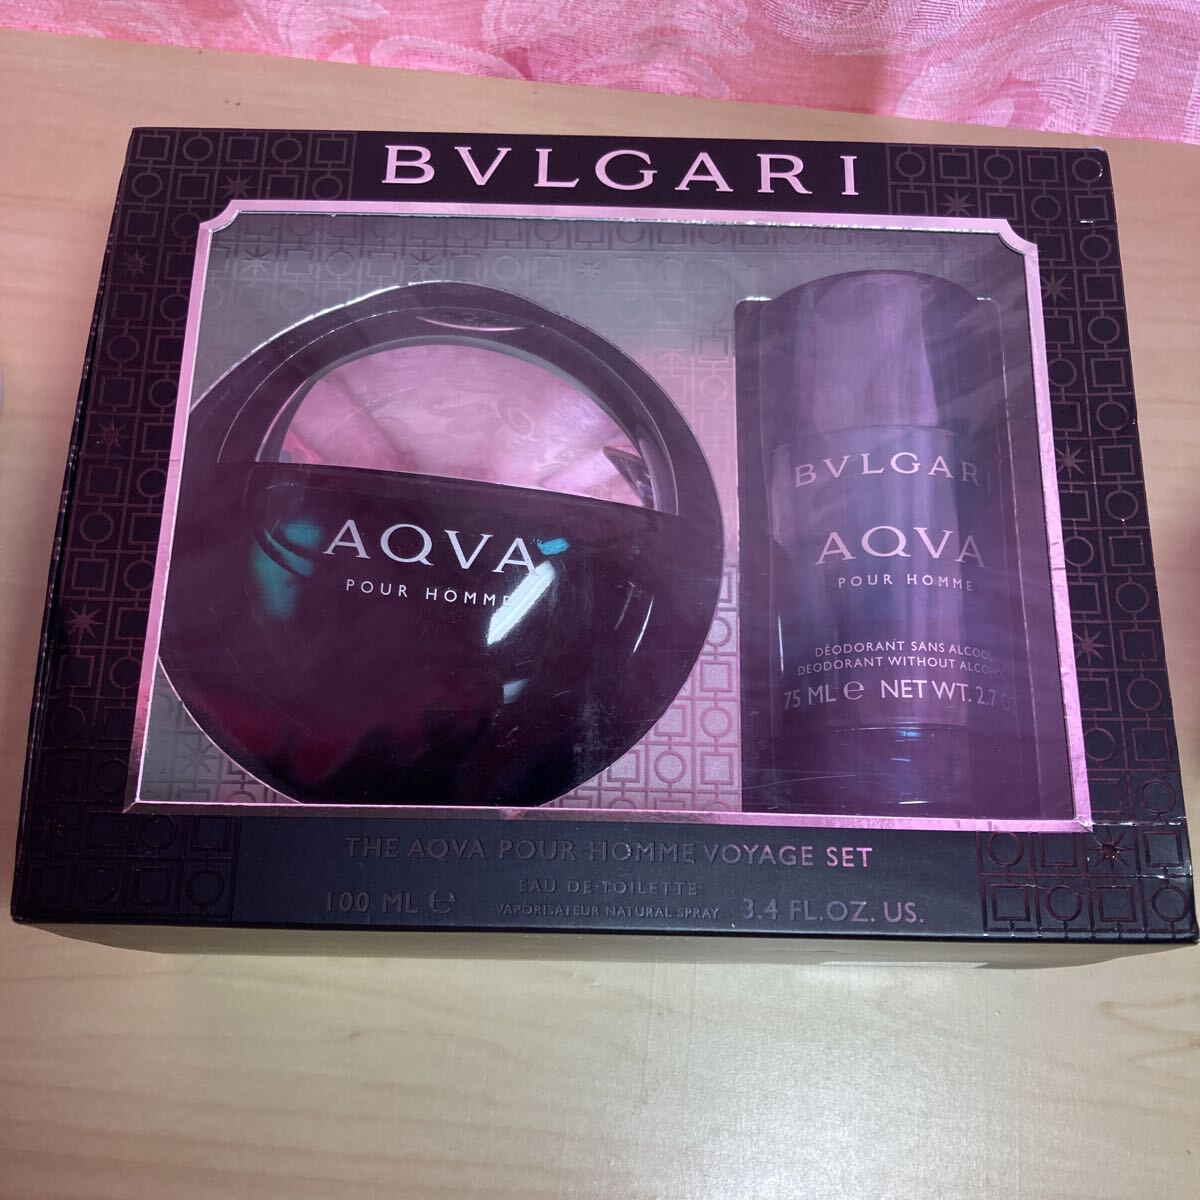 BVLGARI
AQVA
POUR HOMME
BVLGARI
AQVA
POUR HOMME
DÉODORANT SANS ALCOOL
DEODORANT WITHOUT ALCOHOL
75 ML e NET WT. 2.7 OZ.
THE AQVA POUR HOMME VOYAGE SET
EAU DE TOILETTE
100 ML e VAPORISATEUR NATURAL SPRAY 3.4 FL.OZ. US.